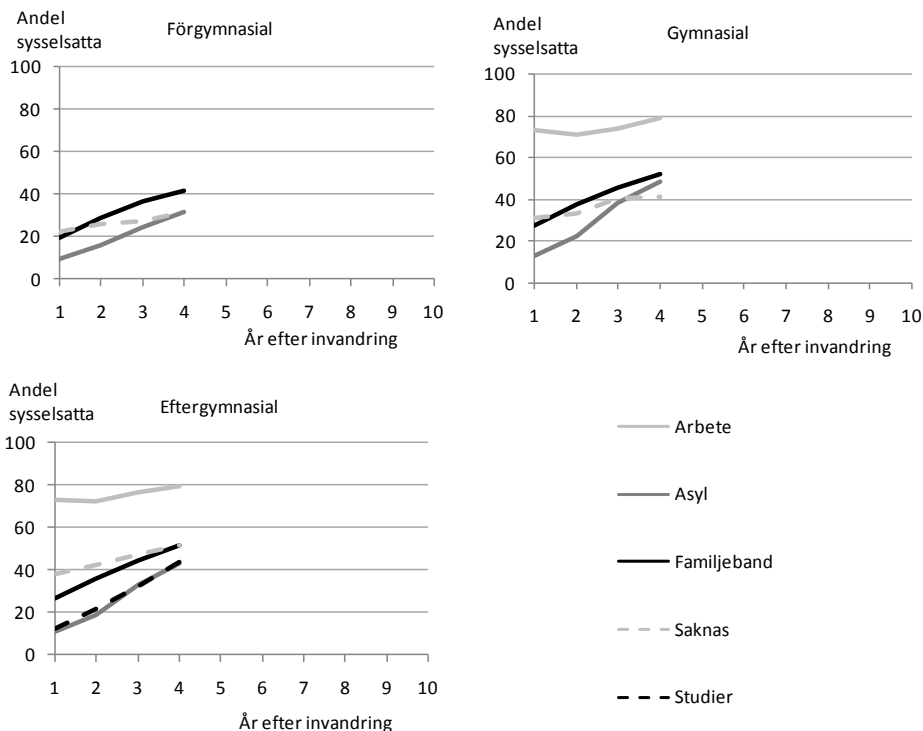 Andel
sysselsatta
Förgymnasial
100
80
60
40
20
0
1 2 3 4 5 6 7 8 9 10
År efter invandring
Andel
sysselsatta
Gymnasial
100
80
60
40
20
0
1 2 3 4 5 6 7 8 9 10
År efter invandring
Andel
sysselsatta
Eftergymnasial
100
80
60
40
20
0
1 2 3 4 5 6 7 8 9 10
År efter invandring
Arbete
Asyl
Familjeband
Saknas
Studier